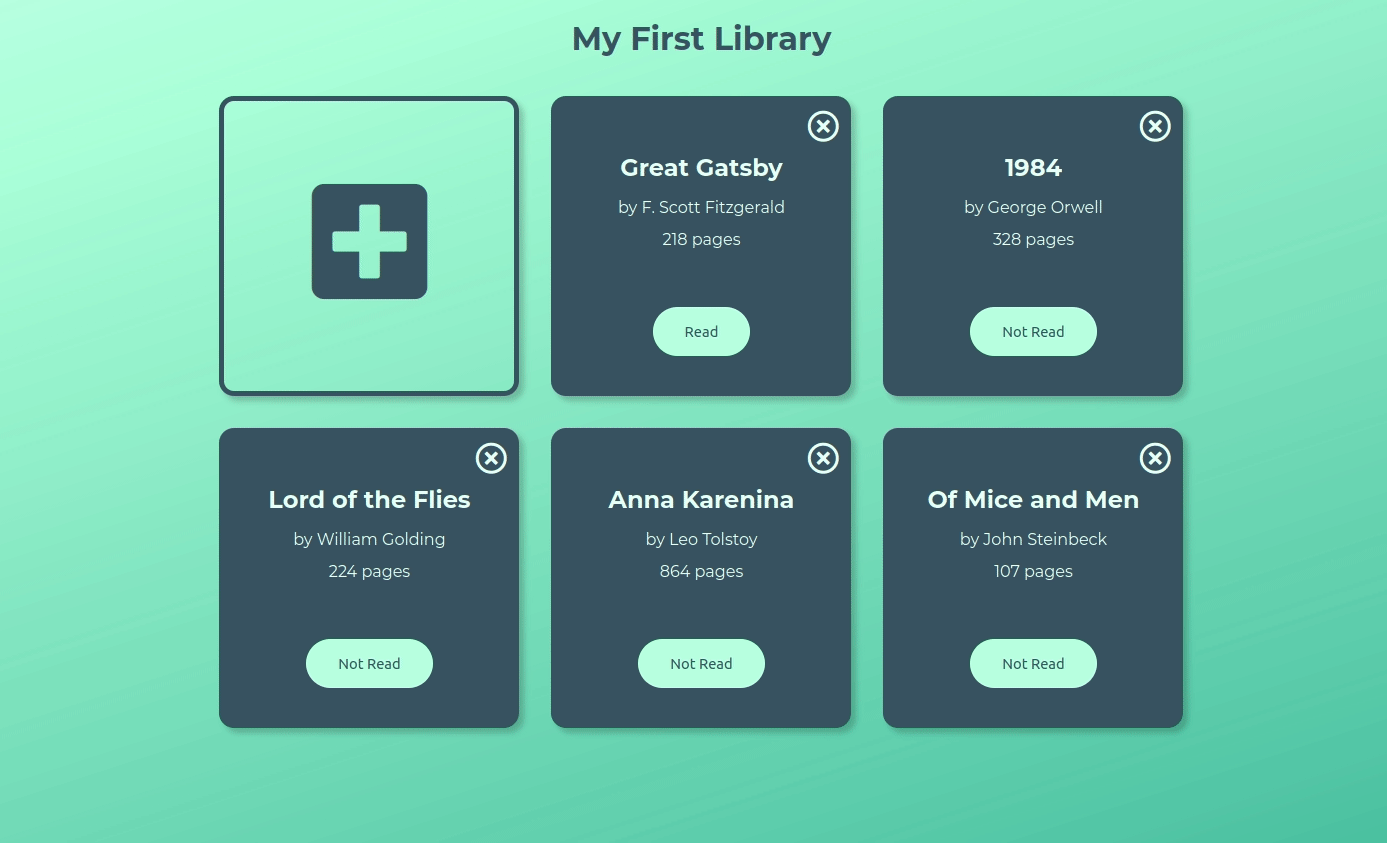 My First Library
Great Gatsby
by F. Scott Fitzgerald
218 pages
Read
1984
by George Orwell
328 pages
Not Read
Lord of the Flies
by William Golding
224 pages
Not Read
Anna Karenina
by Leo Tolstoy
864 pages
Not Read
Of Mice and Men
by John Steinbeck
107 pages
Not Read